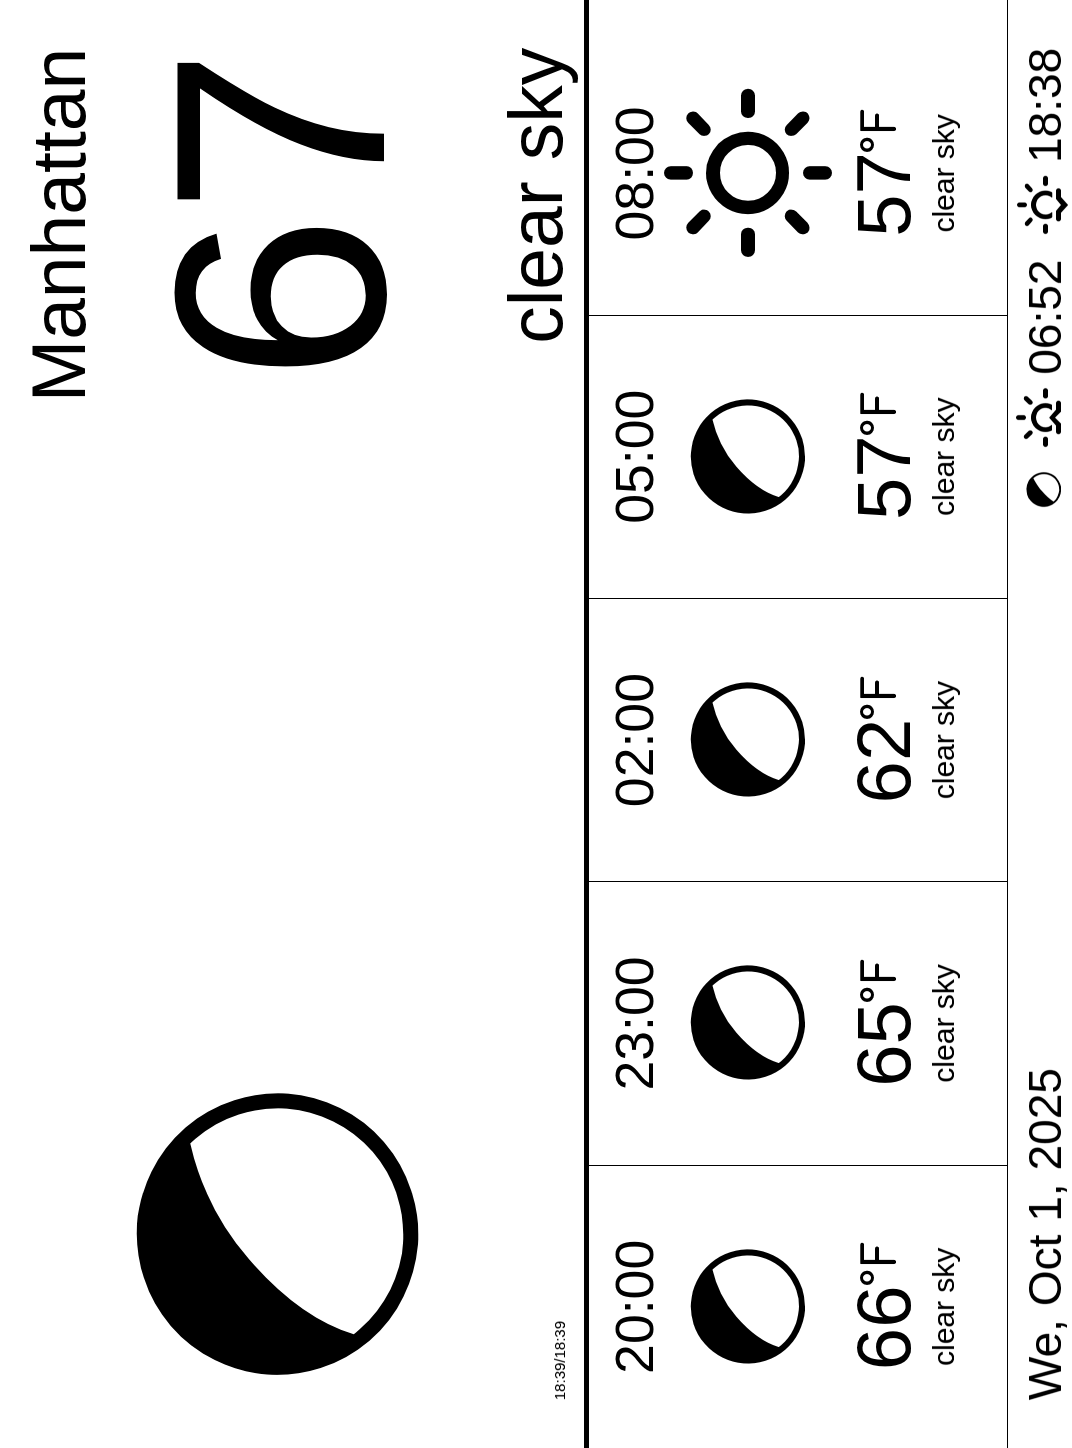 Manhattan
67
clear sky
18:39/18:39
20:00 23:00 02:00 05:00 08:00
66°F 65°F 62°F 57°F 57°F
clear sky clear sky clear sky clear sky clear sky
We, Oct 1, 2025 06:52 18:38